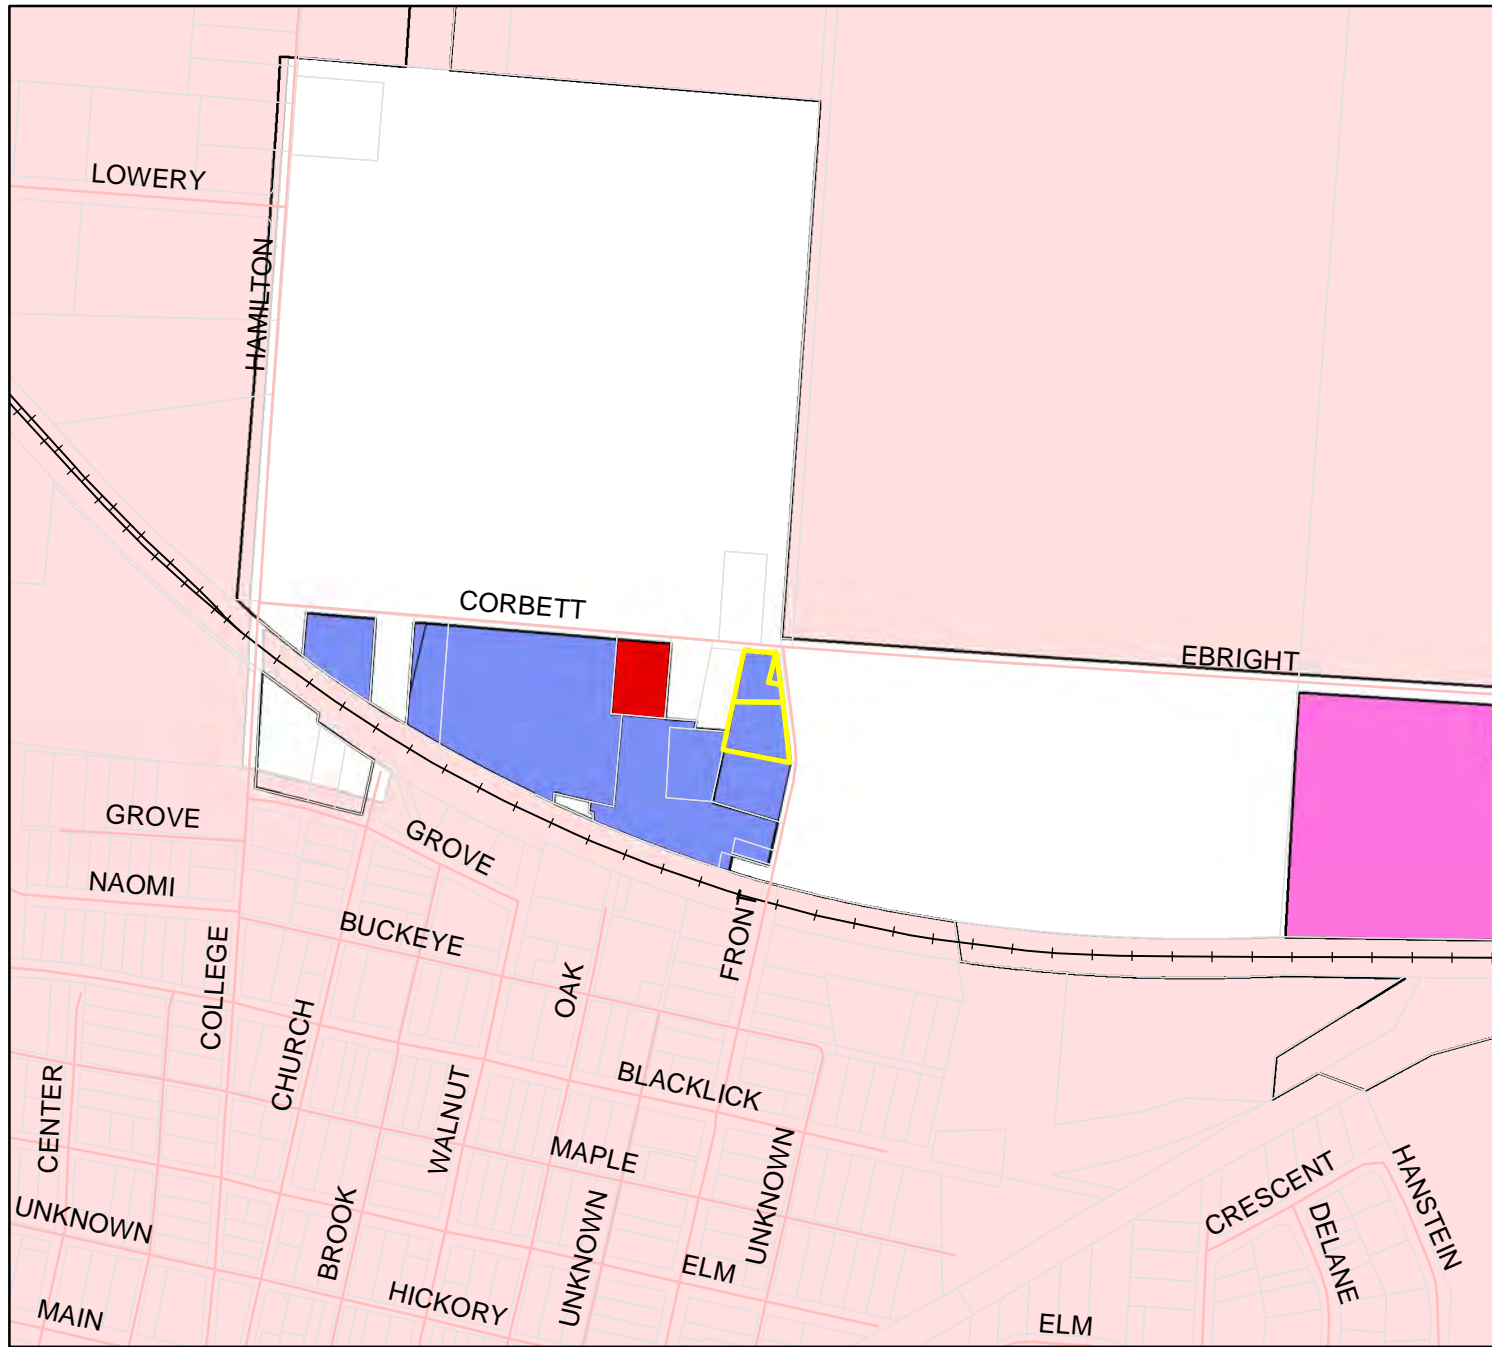 LOWERY
HAMILTON
CORBETT
EBRIGHT
GROVE
GROVE
NAOMI
BUCKEYE
FRONT
COLLEGE
OAK
CHURCH
BLACKLICK
CENTER
WALNUT
MAPLE
UNKNOWN
CRESCENT
HANSTEIN
UNKNOWN
BROOK
UNKNOWN
DELANE
ELM
HICKORY
MAIN
ELM